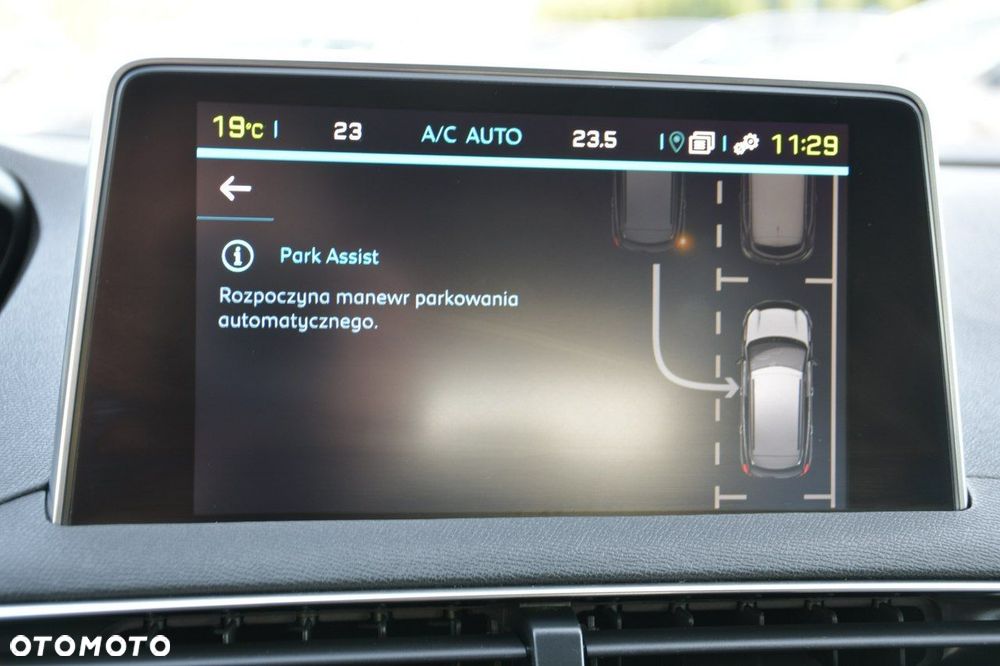 19°C 23 A/C AUTO 23.5 11:29
Park Assist
Rozpoczyna manewr parkowania
automatycznego.
OTOMOTO